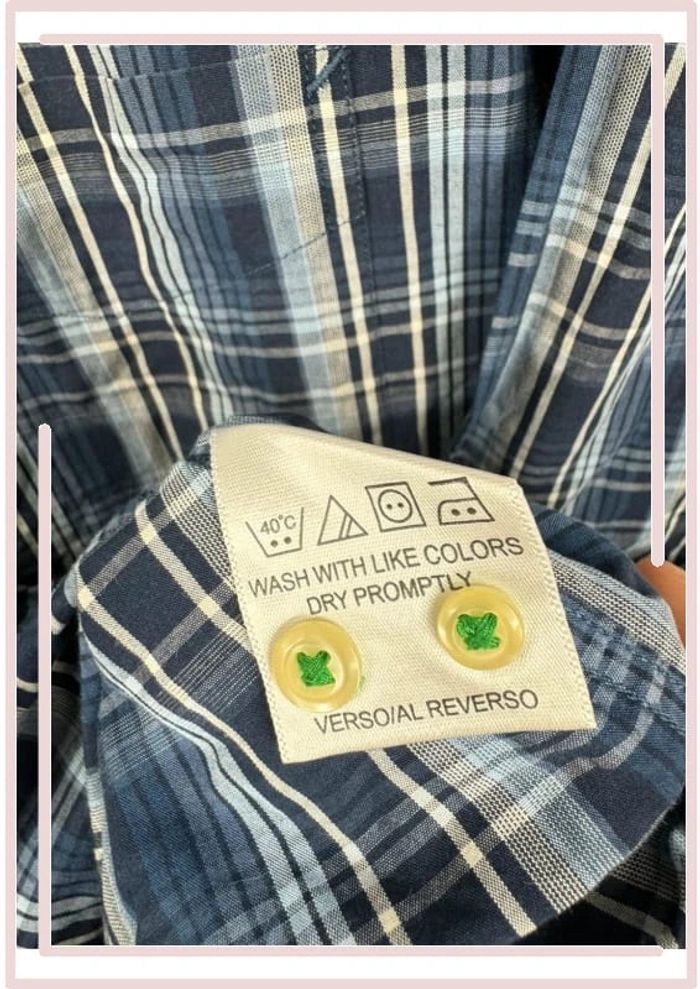 40°C
WASH WITH LIKE COLORS
DRY PROMPTLY
VERSO/AL REVERSO